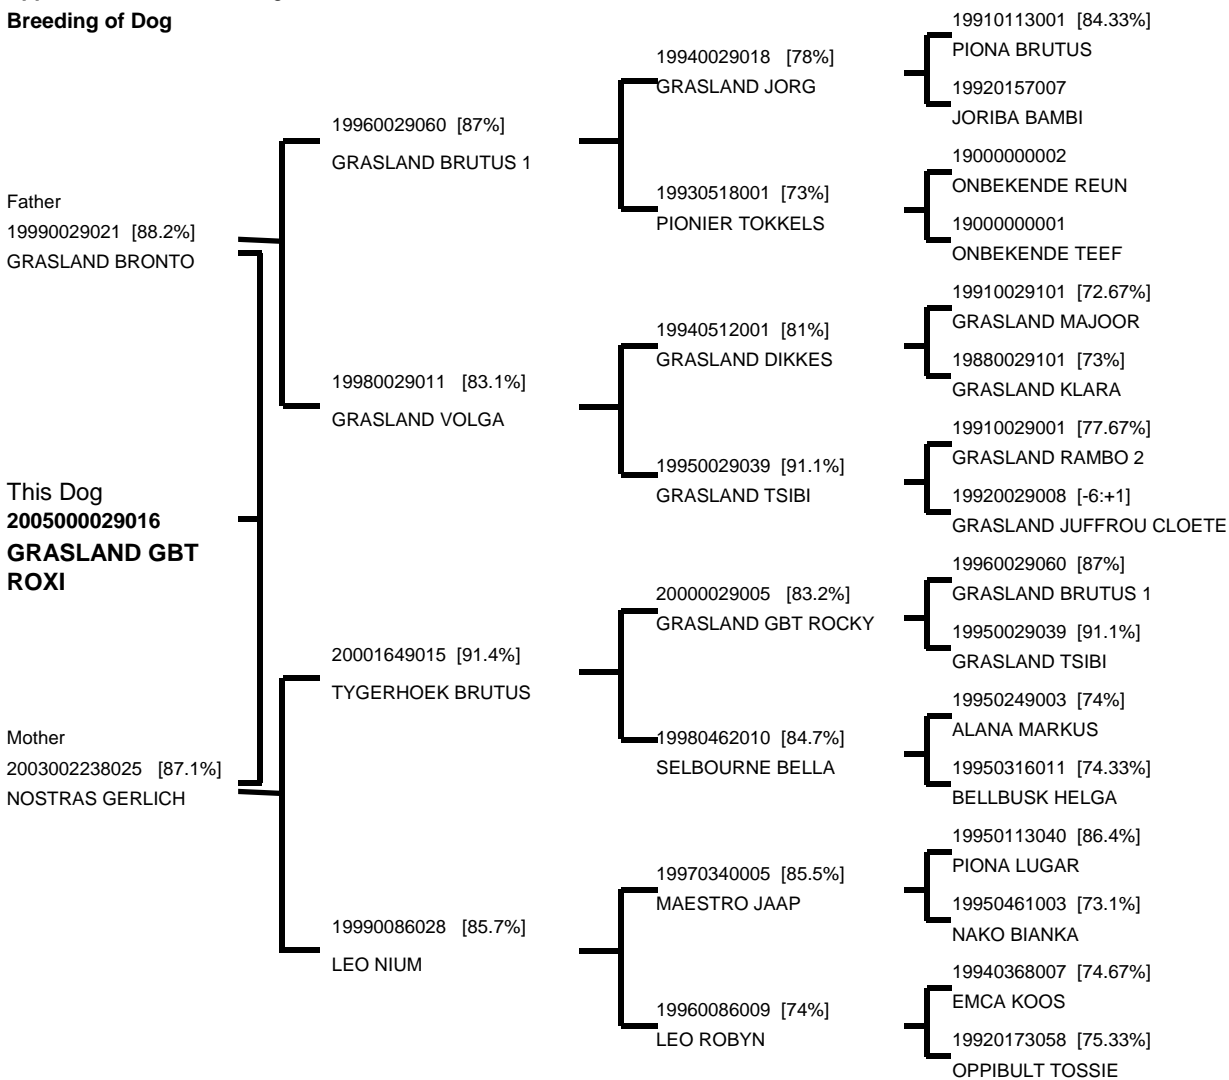 Breeding of Dog
Father
19990029021 [88.2%]
GRASLAND BRONTO
This Dog
2005000029016
GRASLAND GBT
ROXI
Mother
2003002238025 [87.1%]
NOSTRAS GERLICH
19960029060 [87%]
GRASLAND BRUTUS 1
19980029011 [83.1%]
GRASLAND VOLGA
20001649015 [91.4%]
TYGERHOEK BRUTUS
19990086028 [85.7%]
LEO NIUM
19940029018 [78%]
GRASLAND JORG
19930518001 [73%]
PIONIER TOKKELS
19940512001 [81%]
GRASLAND DIKKES
19950029039 [91.1%]
GRASLAND TSIBI
20000029005 [83.2%]
GRASLAND GBT ROCKY
19980462010 [84.7%]
SELBOURNE BELLA
19970340005 [85.5%]
MAESTRO JAAP
19960086009 [74%]
LEO ROBYN
19910113001 [84.33%]
PIONA BRUTUS
19920157007
JORIBA BAMBI
19000000002
ONBEKENDE REUN
19000000001
ONBEKENDE TEEF
19910029101 [72.67%]
GRASLAND MAJOOR
19880029101 [73%]
GRASLAND KLARA
19910029001 [77.67%]
GRASLAND RAMBO 2
19920029008 [-6:+1]
GRASLAND JUFFROU CLOETE
19960029060 [87%]
GRASLAND BRUTUS 1
19950029039 [91.1%]
GRASLAND TSIBI
19950249003 [74%]
ALANA MARKUS
19950316011 [74.33%]
BELLBUSK HELGA
19950113040 [86.4%]
PIONA LUGAR
19950461003 [73.1%]
NAKO BIANKA
19940368007 [74.67%]
EMCA KOOS
19920173058 [75.33%]
OPPIBULT TOSSIE